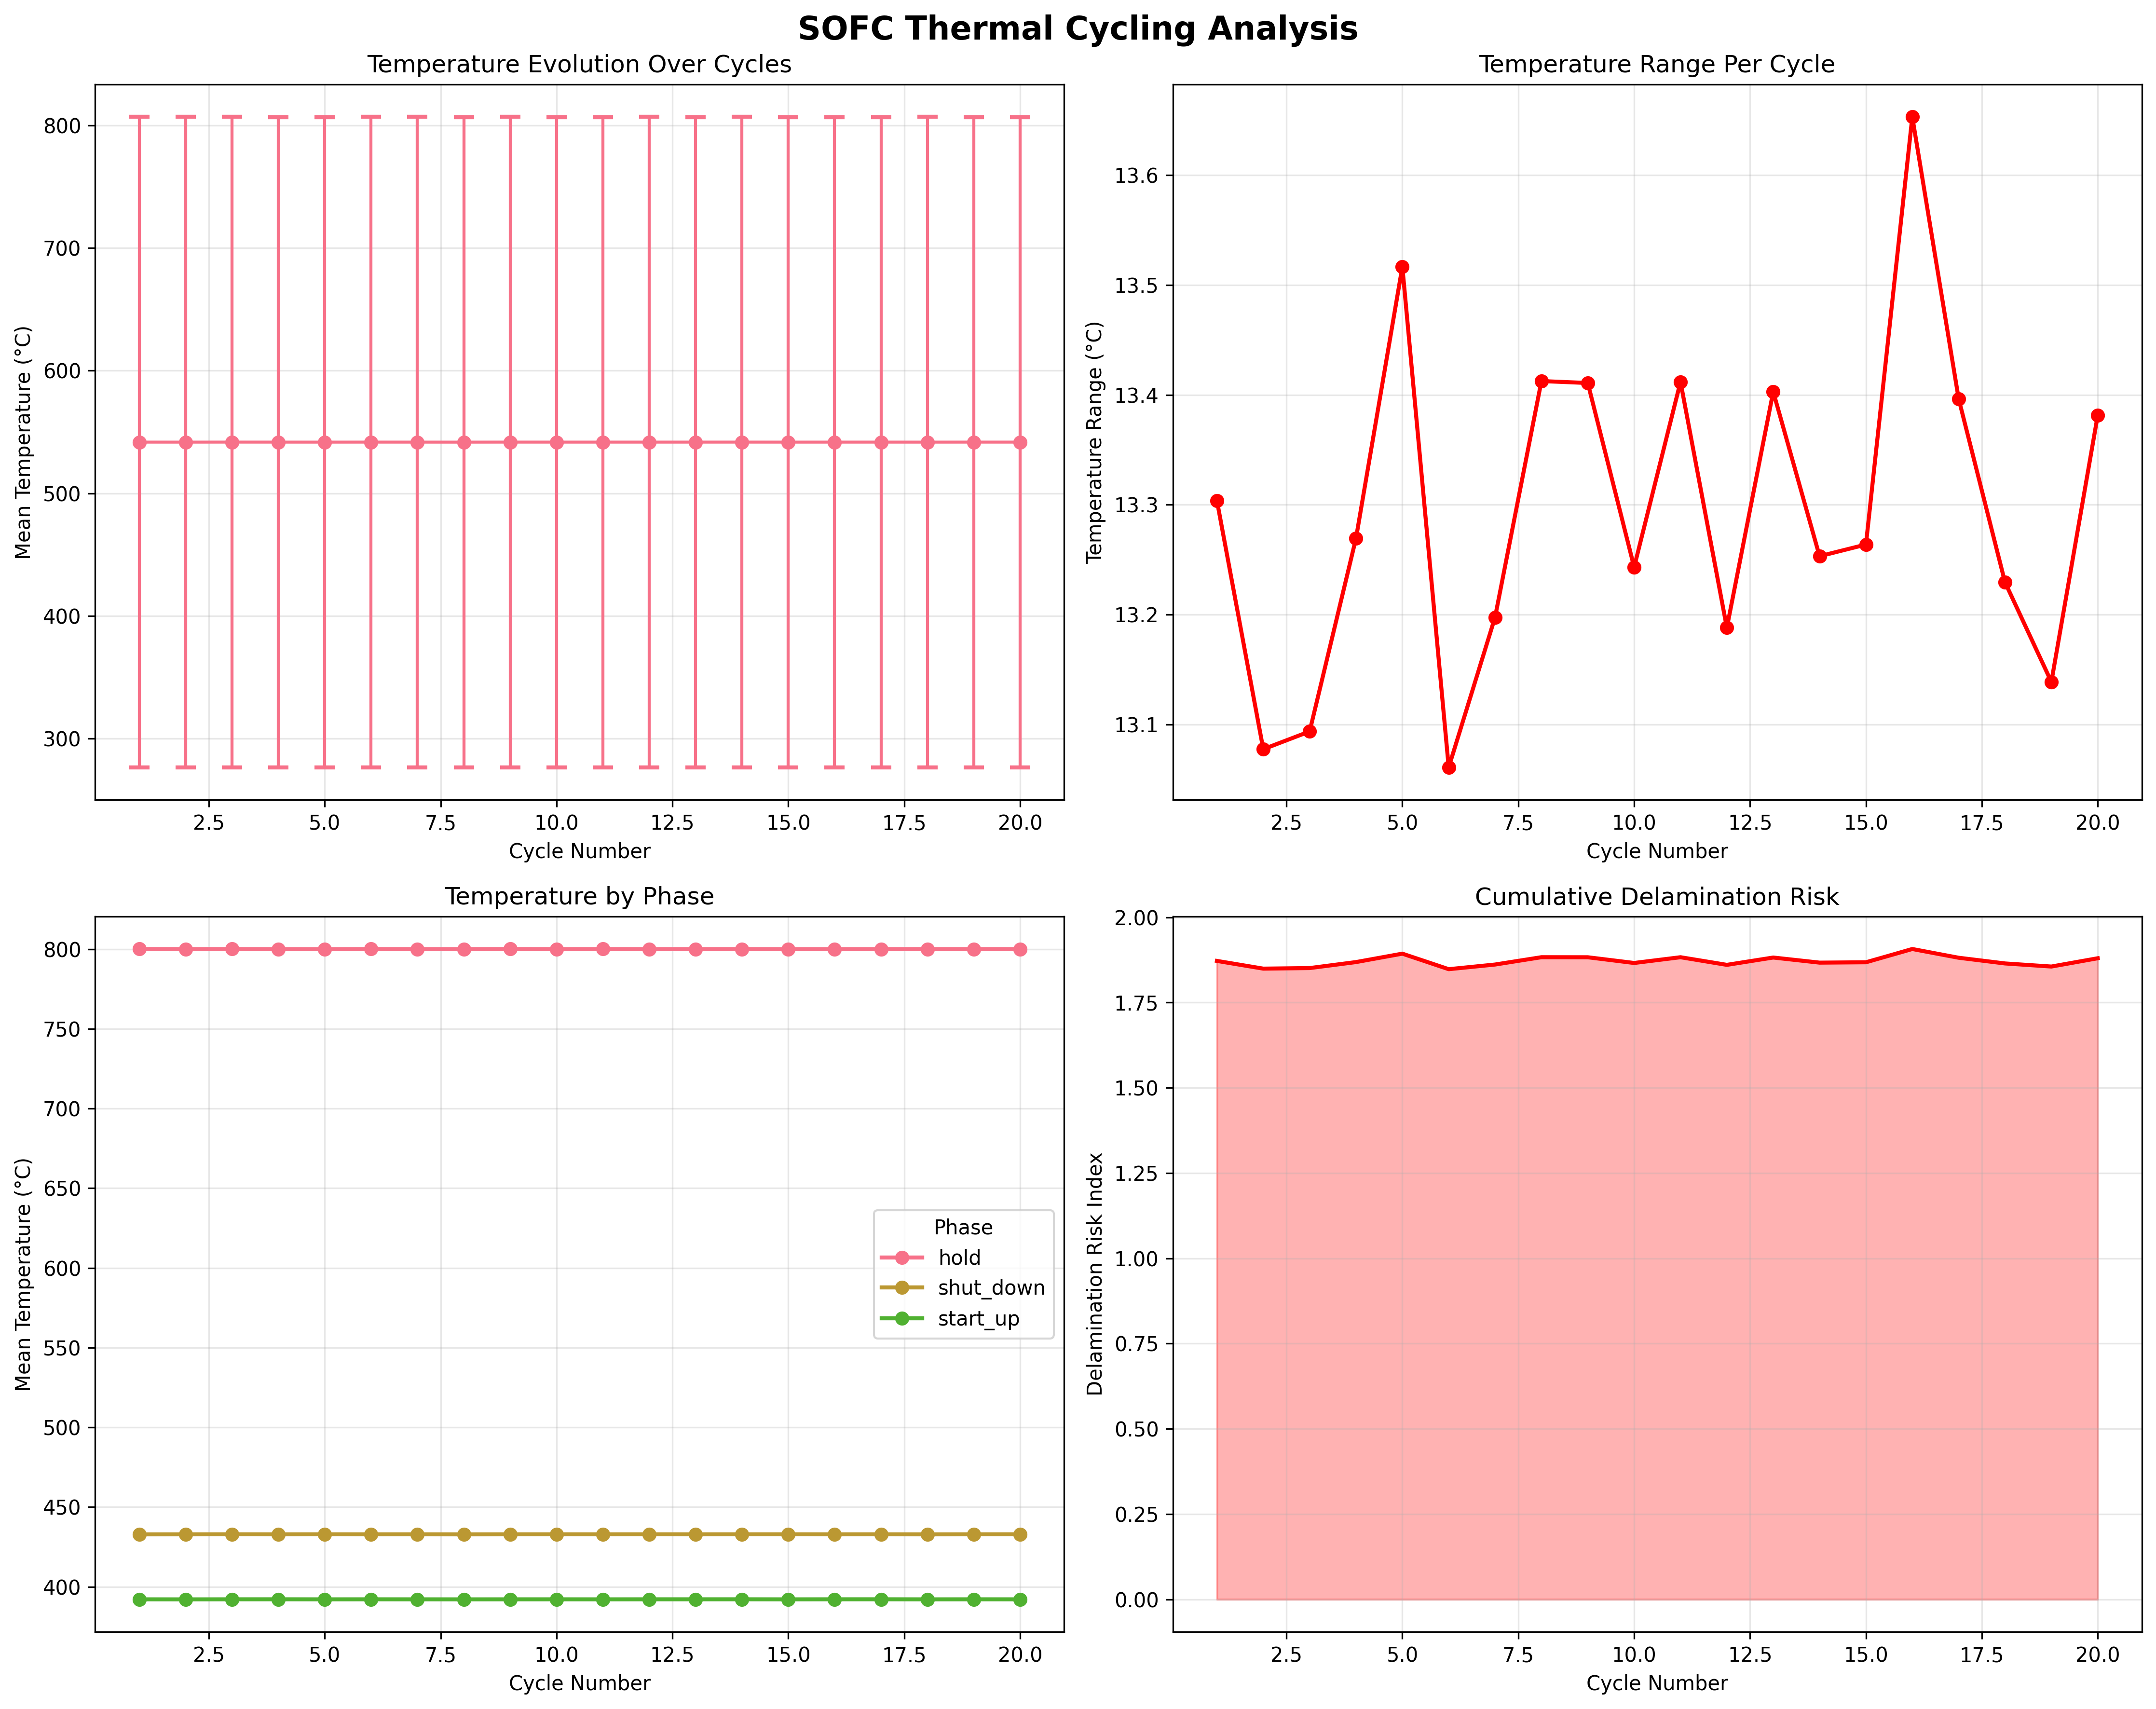 SOFC Thermal Cycling Analysis
Temperature Evolution Over Cycles
Mean Temperature (°C)
800
700
600
500
400
300
2.5 5.0 7.5 10.0 12.5 15.0 17.5 20.0
Cycle Number
Temperature Range Per Cycle
Temperature Range (°C)
13.6
13.5
13.4
13.3
13.2
13.1
2.5 5.0 7.5 10.0 12.5 15.0 17.5 20.0
Cycle Number
Temperature by Phase
Mean Temperature (°C)
800
750
700
650
600
550
500
450
400
Phase
hold
shut_down
start_up
2.5 5.0 7.5 10.0 12.5 15.0 17.5 20.0
Cycle Number
Cumulative Delamination Risk
Delamination Risk Index
2.00
1.75
1.50
1.25
1.00
0.75
0.50
0.25
0.00
2.5 5.0 7.5 10.0 12.5 15.0 17.5 20.0
Cycle Number